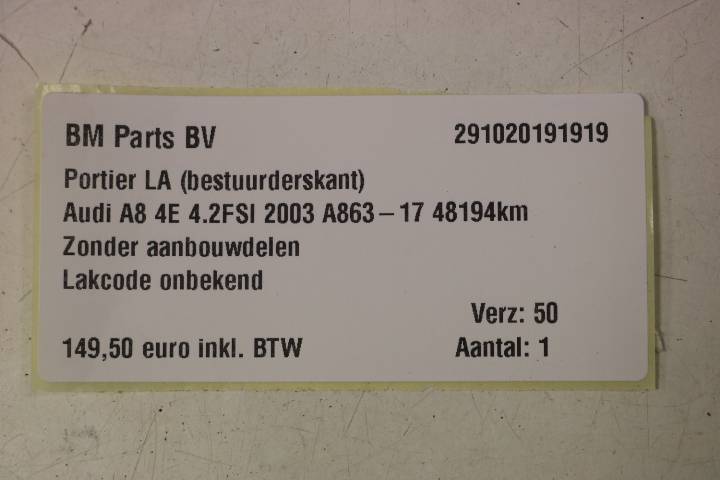 BM Parts BV 291020191919
Portier LA (bestuurderskant)
Audi A8 4E 4.2FSI 2003 A863-17 48194km
Zonder aanbouwdelen
Lakcode onbekend
Verz: 50
149,50 euro inkl. BTW Aantal: 1